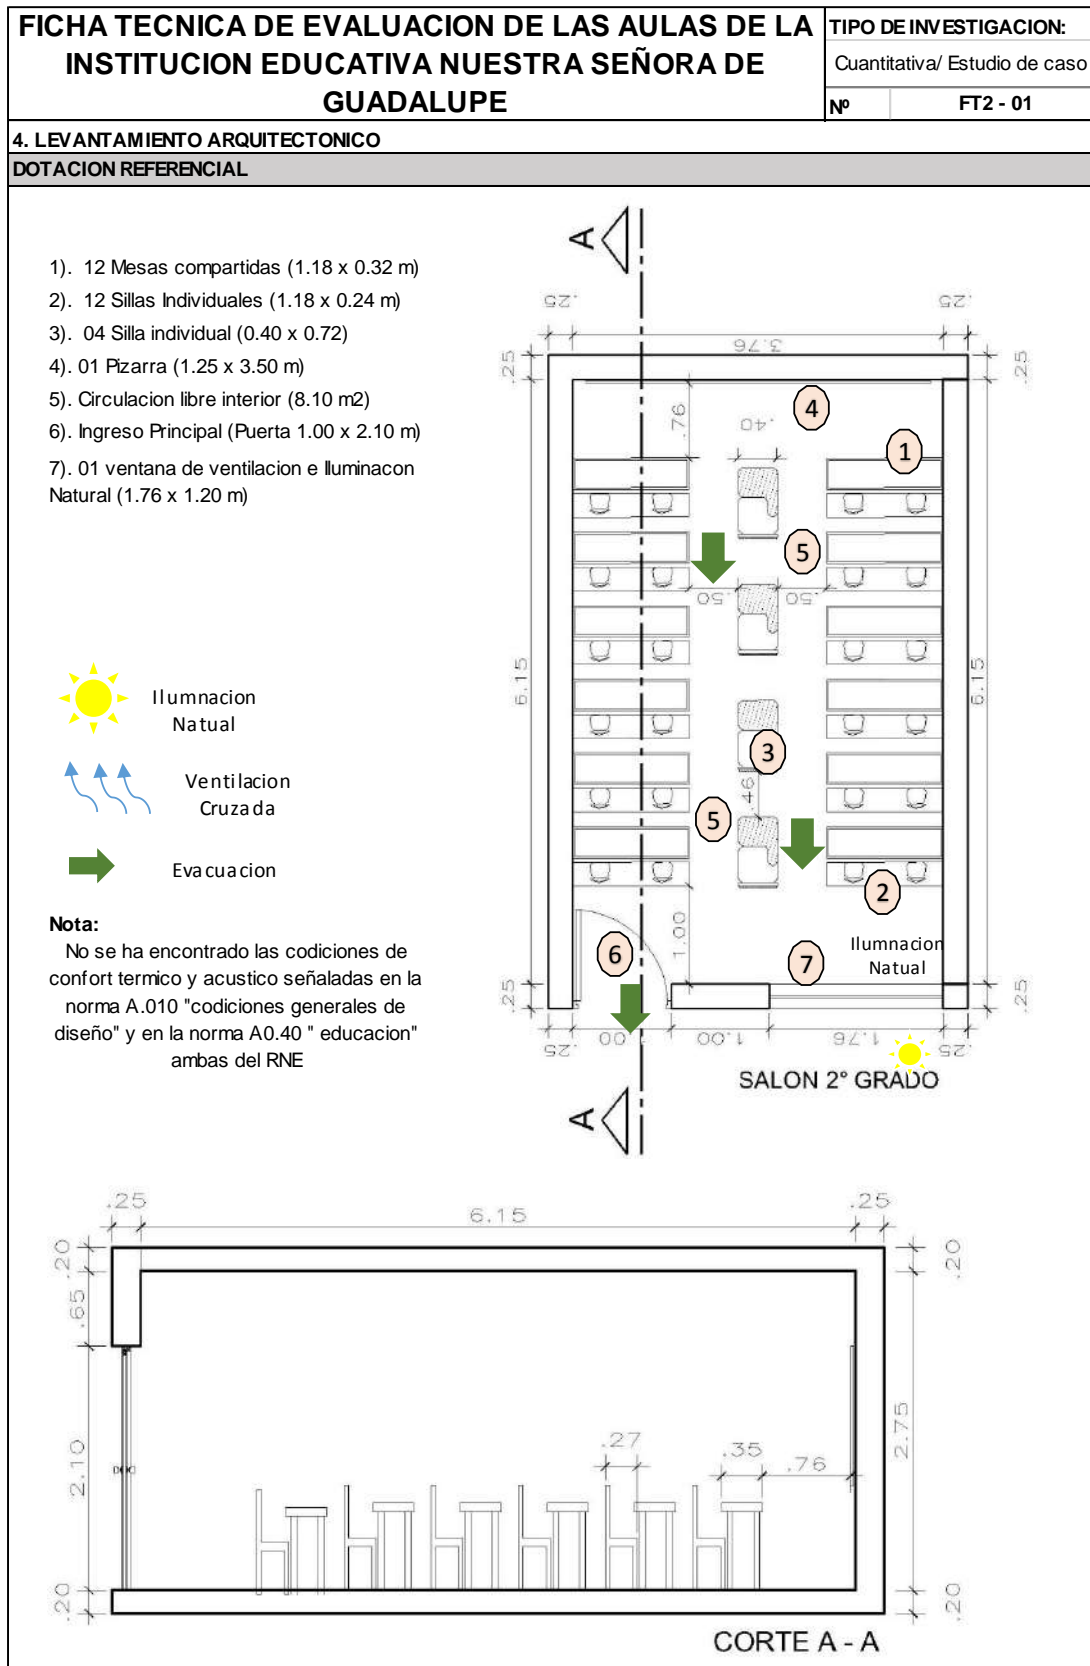 FICHA TECNICA DE EVALUACION DE LAS AULAS DE LA
INSTITUCION EDUCATIVA NUESTRA SEÑORA DE
GUADALUPE
TIPO DE INVESTIGACION:
Cuantitativa/ Estudio de caso
Nº FT2 - 01
4. LEVANTAMIENTO ARQUITECTONICO
DOTACION REFERENCIAL
1). 12 Mesas compartidas (1.18 x 0.32 m)
2). 12 Sillas Individuales (1.18 x 0.24 m)
3). 04 Silla individual (0.40 x 0.72)
4). 01 Pizarra (1.25 x 3.50 m)
5). Circulacion libre interior (8.10 m2)
6). Ingreso Principal (Puerta 1.00 x 2.10 m)
7). 01 ventana de ventilacion e Iluminacon
Natural (1.76 x 1.20 m)
Ilumnacion
Natual
Ventilacion
Cruzada
Evacuacion
Nota:
No se ha encontrado las codiciones de
confort termico y acustico señaladas en la
norma A.010 "codiciones generales de
diseño" y en la norma A0.40 " educacion"
ambas del RNE
A
.25 .25
3.76
.25 .25
4
.76
.40
1
5
.50 .50
6.15 6.15
3
.46
5
2
1.00
Ilumnacion
Natual
6
7
.25 .25
.25 1.00 1.00 1.76 .25
SALON 2° GRADO
A
.25 6.15 .25
.20 .20
.65
2.10
2.75
.27 .35 .76
.20 .20
CORTE A - A